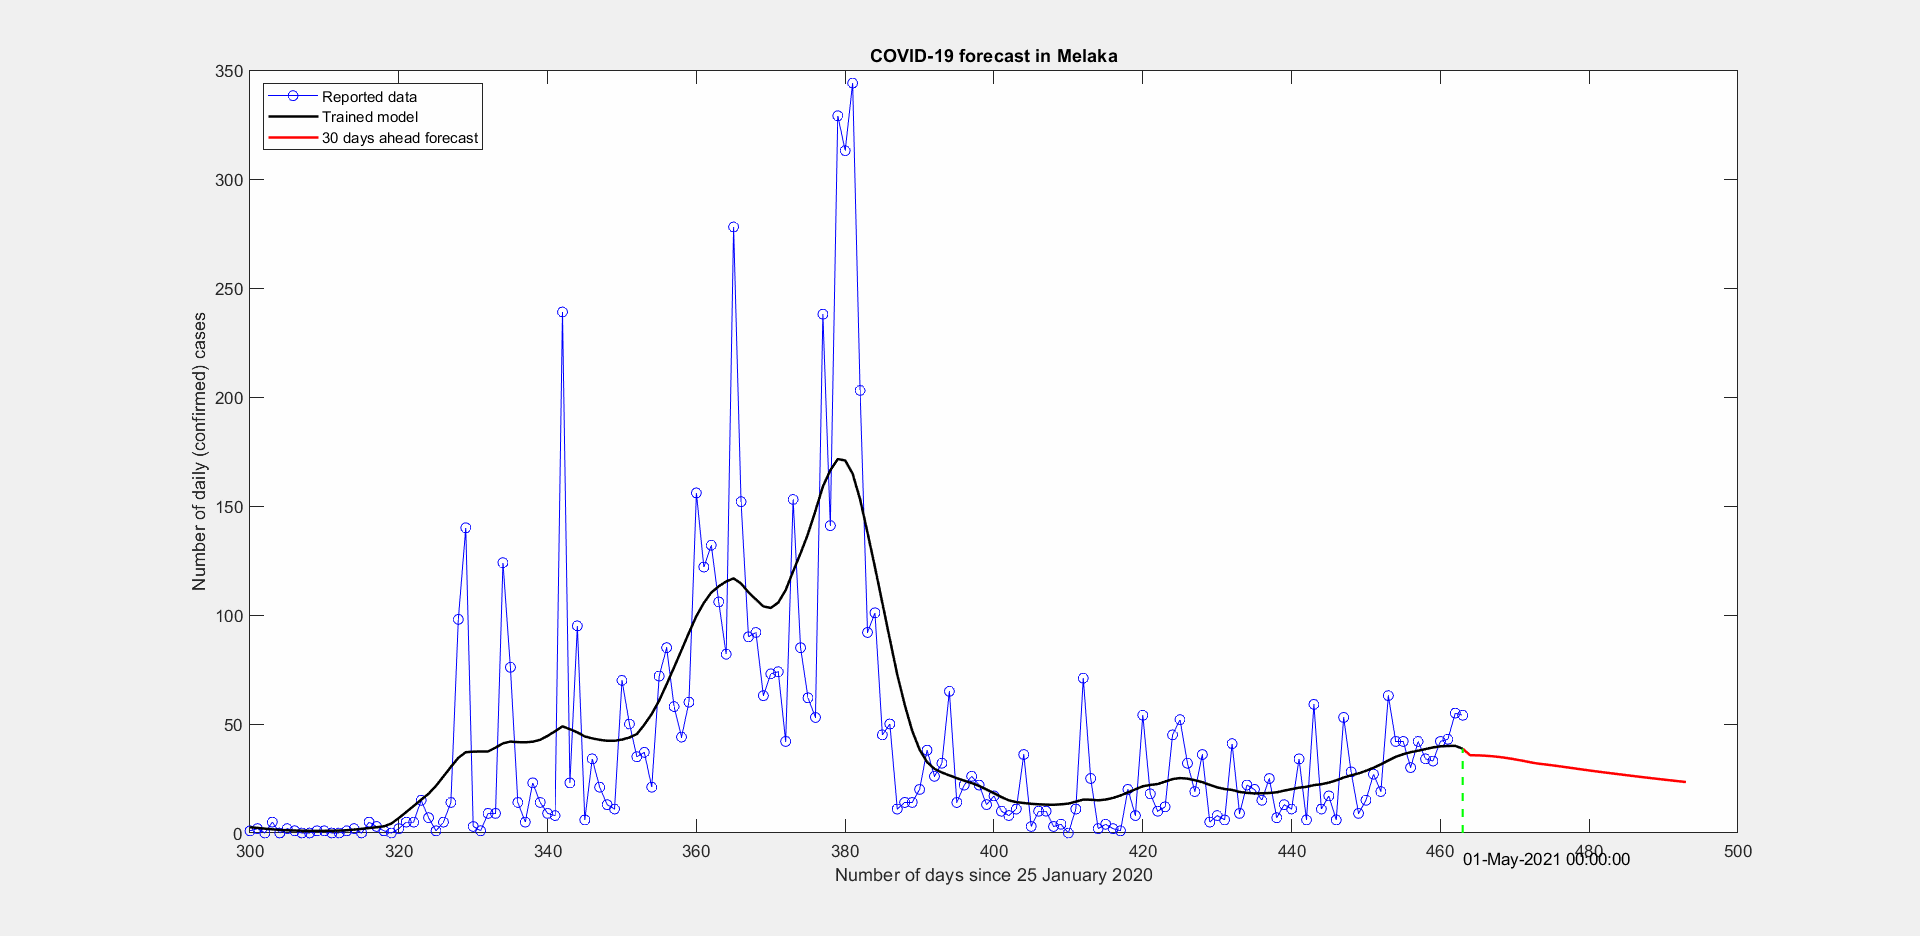 COVID-19 forecast in Melaka
350
300
250
200
150
100
50
0
Reported data
Trained model
30 days ahead forecast
Number of daily (confirmed) cases
300 320 340 360 380 400 420 440 460 480 500
01-May-2021 00:00:00
Number of days since 25 January 2020